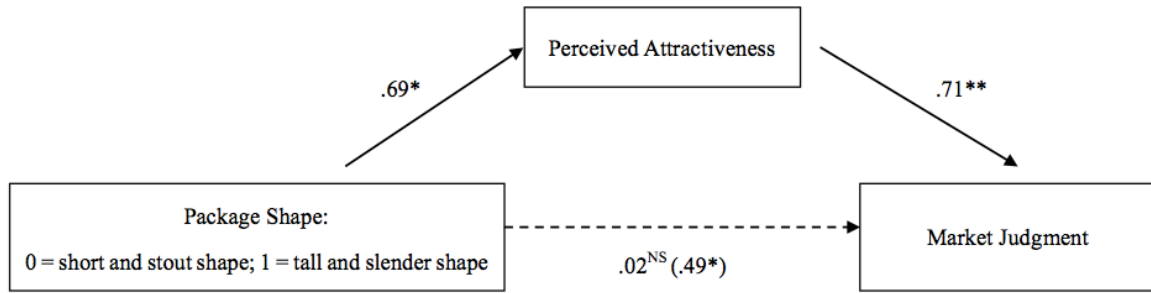 Perceived Attractiveness
.69*
.71**
Package Shape:
0 = short and stout shape; 1 = tall and slender shape
Market Judgment
.02NS (.49*)